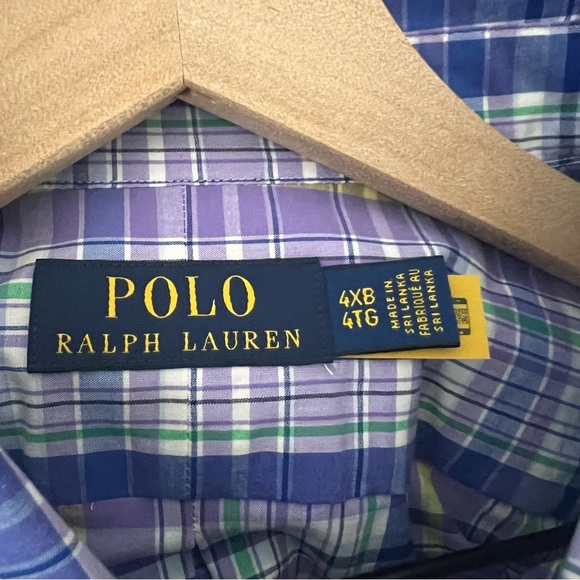 POLO
RALPH LAUREN
4XB
4TG
MADE IN
SRI LANKA
FABRIQUÉ AU
SRI LANKA